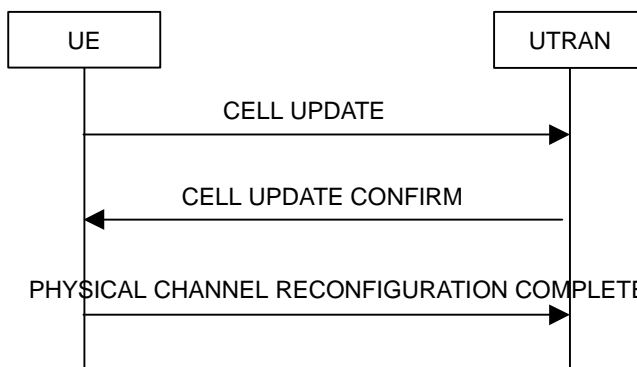 UE
UTRAN
CELL UPDATE
CELL UPDATE CONFIRM
PHYSICAL CHANNEL RECONFIGURATION COMPLETE